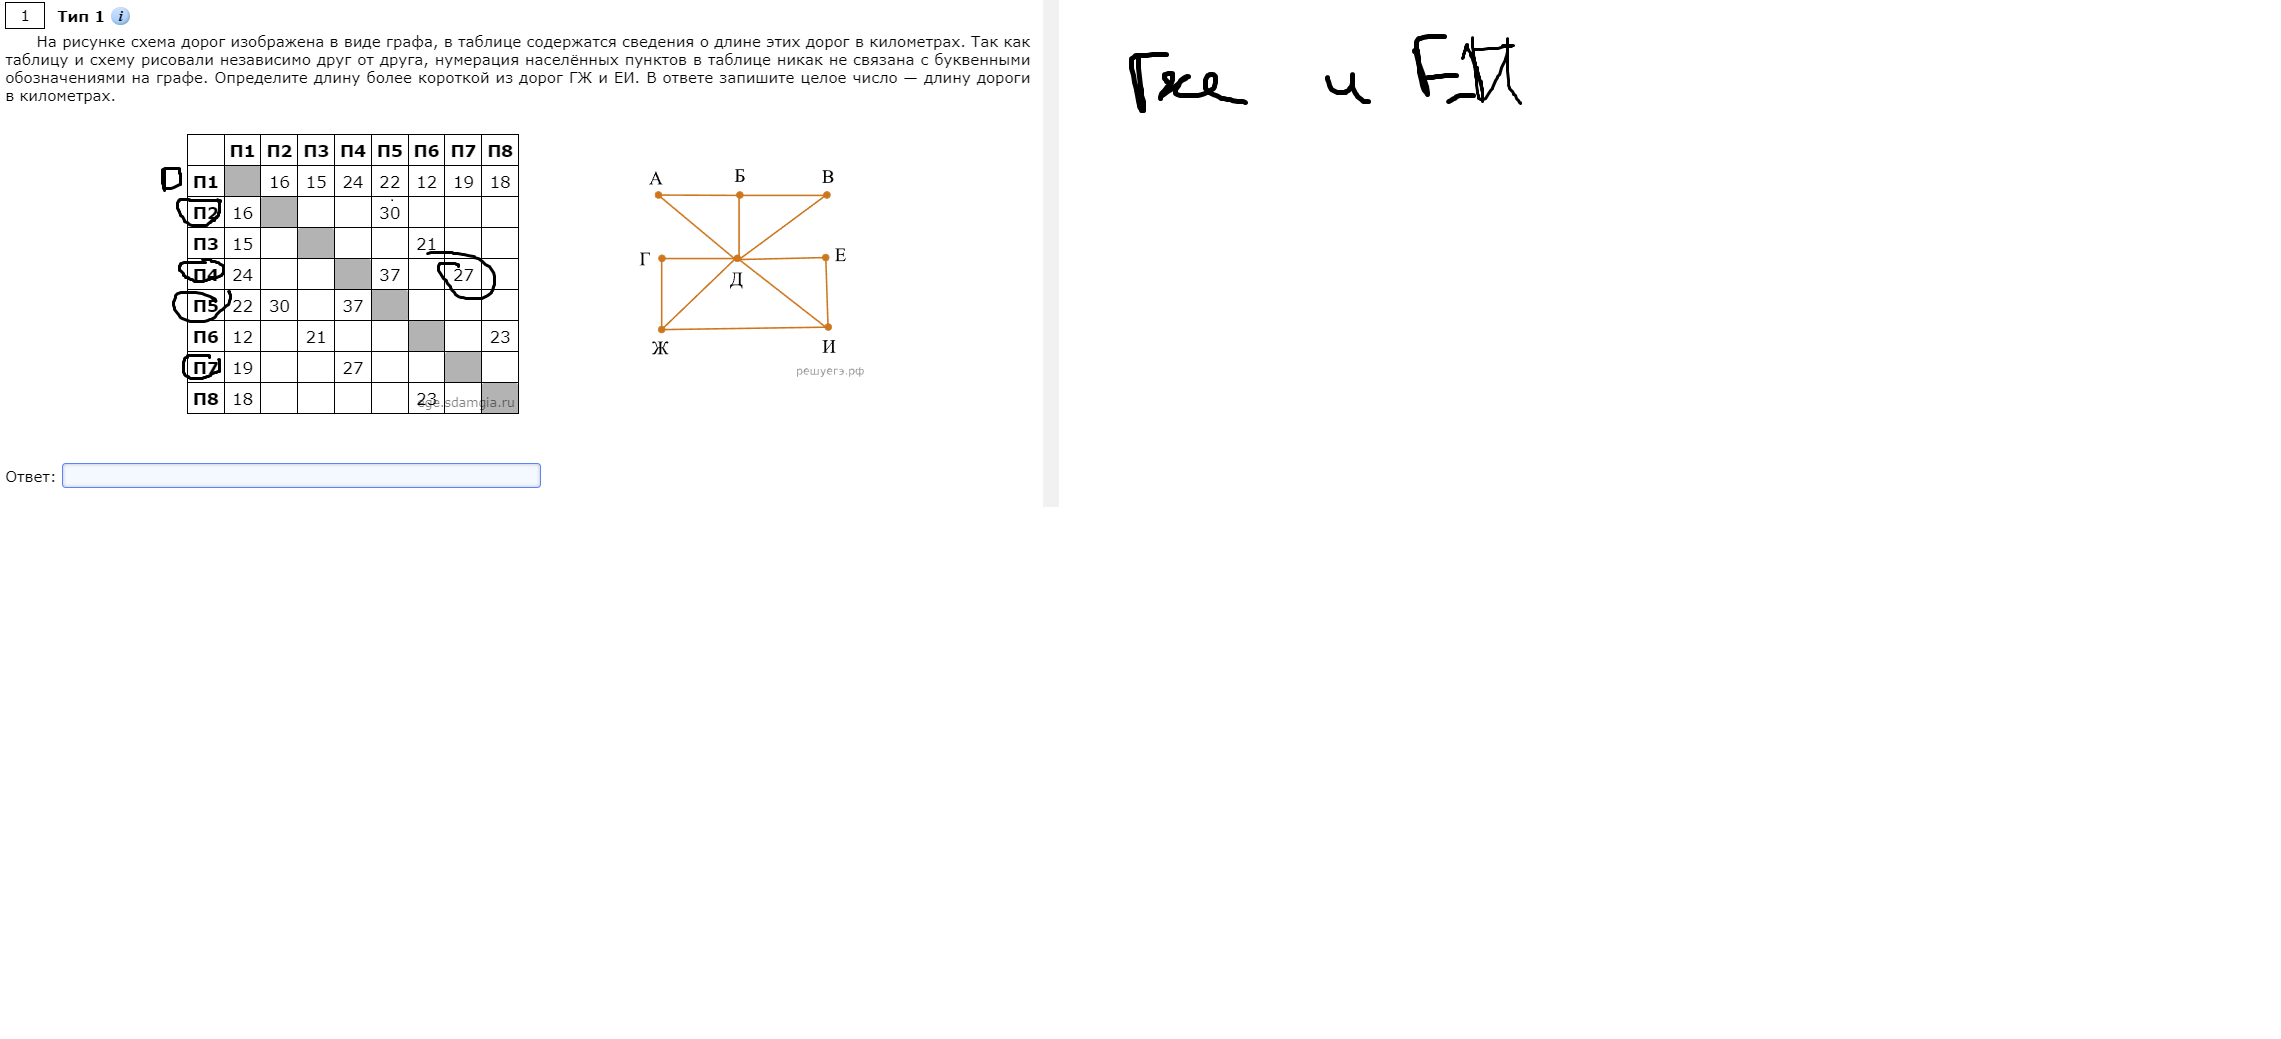 1 Тип 1 i
На рисунке схема дорог изображена в виде графа, в таблице содержатся сведения о длине этих дорог в километрах. Так как
таблицу и схему рисовали независимо друг от друга, нумерация населённых пунктов в таблице никак не связана с буквенными
обозначениями на графе. Определите длину более короткой из дорог ГЖ и ЕИ. В ответе запишите целое число — длину дороги
в километрах.
Гже и ЕИ
П1 П2 П3 П4 П5 П6 П7 П8
П1 16 15 24 22 12 19 18
П2 16 30
П3 15 21
П4 24 37 27
П5 22 30 37
П6 12 21 23
П7 19 27
П8 18 23
ege.sdamgia.ru
А Б В
Г Д Е
Ж И
решуегэ.рф
Ответ: